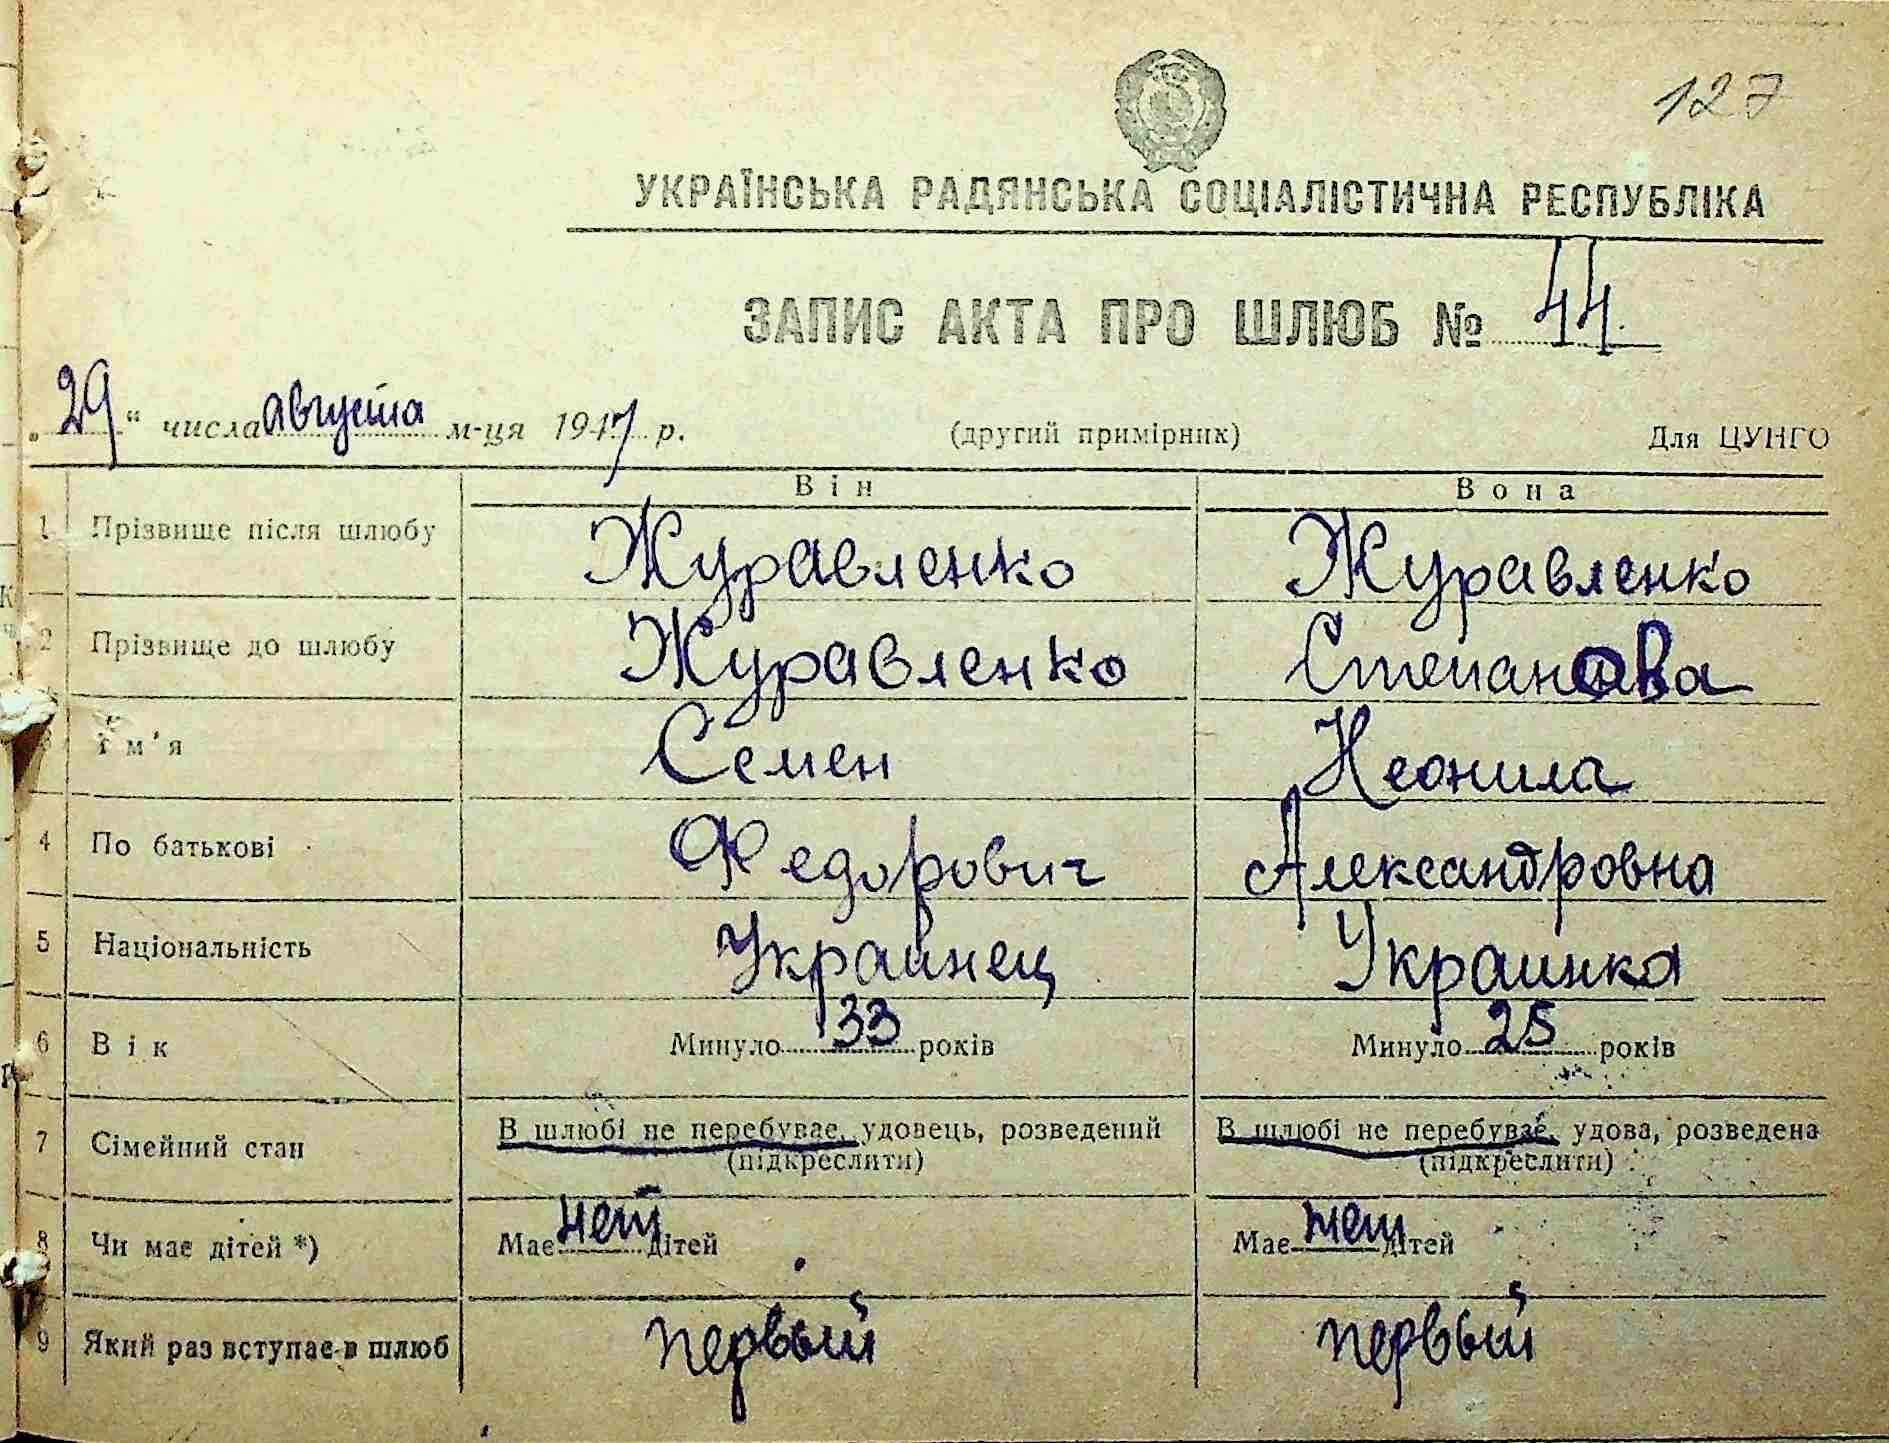 127
УКРАЇНСЬКА РАДЯНСЬКА СОЦІАЛІСТИЧНА РЕСПУБЛІКА
ЗАПИС АКТА ПРО ШЛЮБ № 44
„29“ числа августа м-ця 1947 р. (другий примірник) Для ЦУНГО
Він Вона
1 Прізвище після шлюбу Журавленко Журавленко
2 Прізвище до шлюбу Журавленко Степанова
3 Ім'я Семен Неонила
4 По батькові Федорович Александровна
5 Національність Украинец Украинка
6 Вік Минуло 33 років Минуло 25 років
7 Сімейний стан В шлюбі не перебуває, удовець, розведений В шлюбі не перебуває, удова, розведена
(підкреслити) (підкреслити)
8 Чи має дітей *) Має нет дітей Має нет дітей
9 Який раз вступає в шлюб первый первый